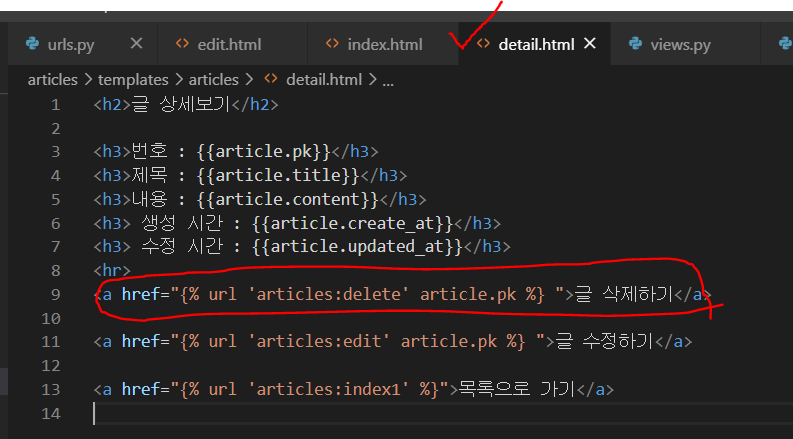 urls.py
edit.html
index.html
detail.html
views.py
articles > templates > articles > detail.html > ...
1 <h2>글 상세보기</h2>
2
3 <h3>번호 : {{article.pk}}</h3>
4 <h3>제목 : {{article.title}}</h3>
5 <h3>내용 : {{article.content}}</h3>
6 <h3> 생성 시간 : {{article.create_at}}</h3>
7 <h3> 수정 시간 : {{article.updated_at}}</h3>
8 <hr>
9 <a href="{% url 'articles:delete' article.pk %} ">글 삭제하기</a>
10
11 <a href="{% url 'articles:edit' article.pk %} ">글 수정하기</a>
12
13 <a href="{% url 'articles:index1' %}">목록으로 가기</a>
14